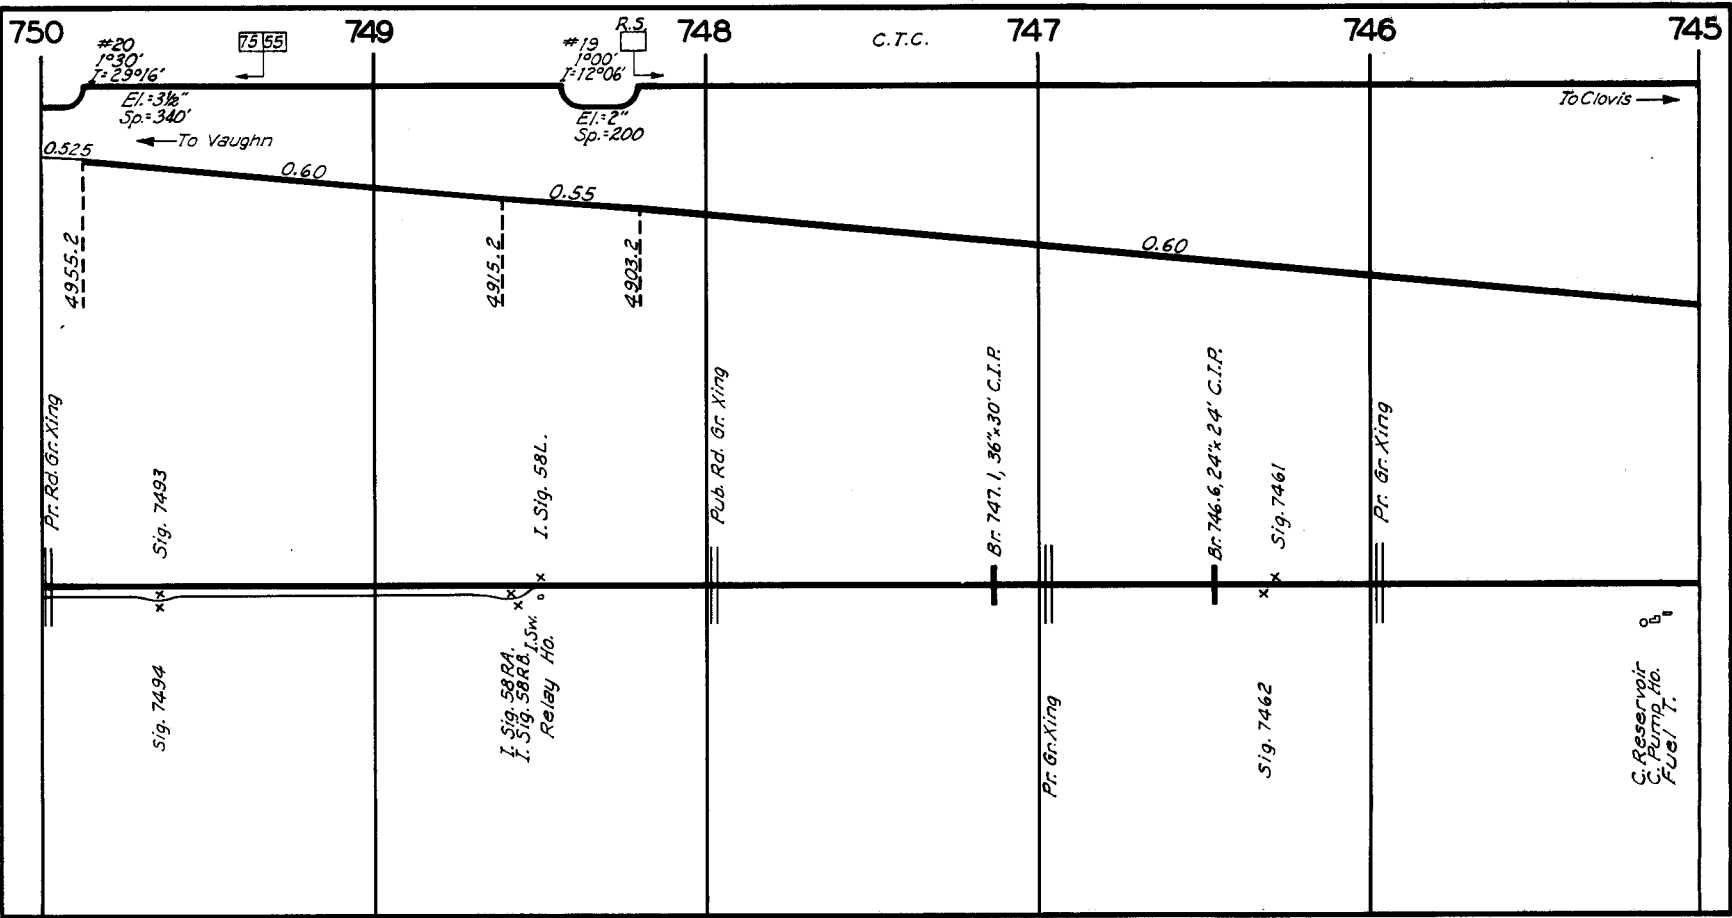 750
749
748
747
746
745
#20
1°30'
I=29°16'
75 55
#19
1°00'
I=12°06'
R.S.
C.T.C.
El.=3½"
Sp.=340'
El.=2"
Sp.=200
To Clovis
To Vaughn
0.525
0.60
0.55
0.60
4955.2
4915.2
4903.2
Pr. Rd. Gr. Xing
Sig. 7493
I. Sig. 58L.
Pub. Rd. Gr. Xing
Br. 747.1, 36"x30' C.I.P.
Br. 746.6, 24"x24' C.I.P.
Sig. 7461
Pr. Gr. Xing
Sig. 7494
I. Sig. 58RA.
I. Sig. 58RB.
I. Sw.
Relay Ho.
Pr. Gr. Xing
Sig. 7462
C. Reservoir
C. Pump Ho.
Fuel T.